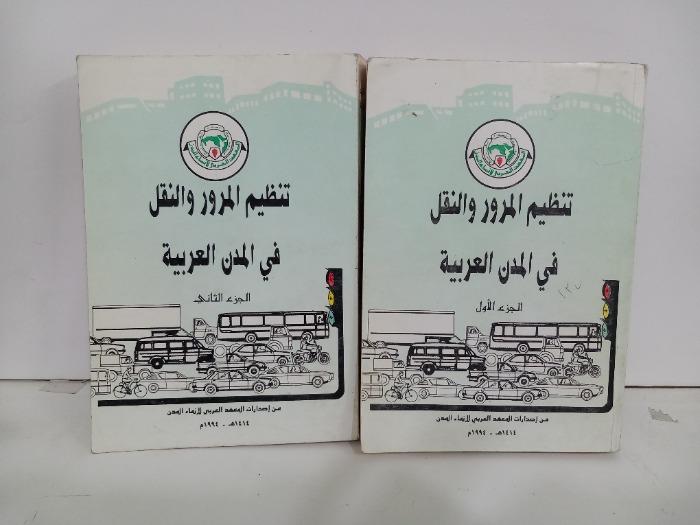 تنظيم المرور والنقل
في المدن العربية
الجزء الثاني
من إصدارات المعهد العربي لإنماء المدن
١٤١٤هـ - ١٩٩٤م
تنظيم المرور والنقل
في المدن العربية
الجزء الأول
من إصدارات المعهد العربي لإنماء المدن
١٤١٤هـ - ١٩٩٤م